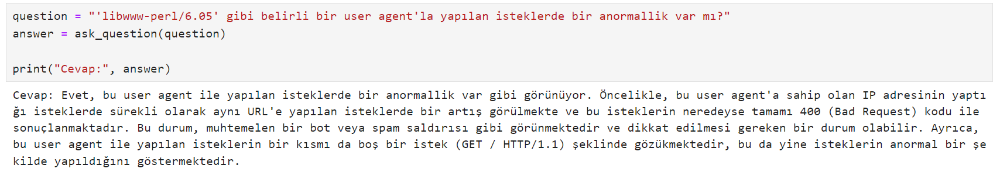 question = "'libwww-perl/6.05' gibi belirli bir user agent'la yapılan isteklerde bir anormallik var mı?"
answer = ask_question(question)
print("Cevap:", answer)
Cevap: Evet, bu user agent ile yapılan isteklerde bir anormallik var gibi görünüyor. Öncelikle, bu user agent'a sahip olan IP adresinin yaptı
ğı isteklerde sürekli olarak aynı URL'e yapılan isteklerde bir artış görülmekte ve bu isteklerin neredeyse tamamı 400 (Bad Request) kodu ile
sonuçlanmaktadır. Bu durum, muhtemelen bir bot veya spam saldırısı gibi görünmektedir ve dikkat edilmesi gereken bir durum olabilir. Ayrıca,
bu user agent ile yapılan isteklerin bir kısmı da boş bir istek (GET / HTTP/1.1) şeklinde gözükmektedir, bu da yine isteklerin anormal bir şe
kilde yapıldığını göstermektedir.